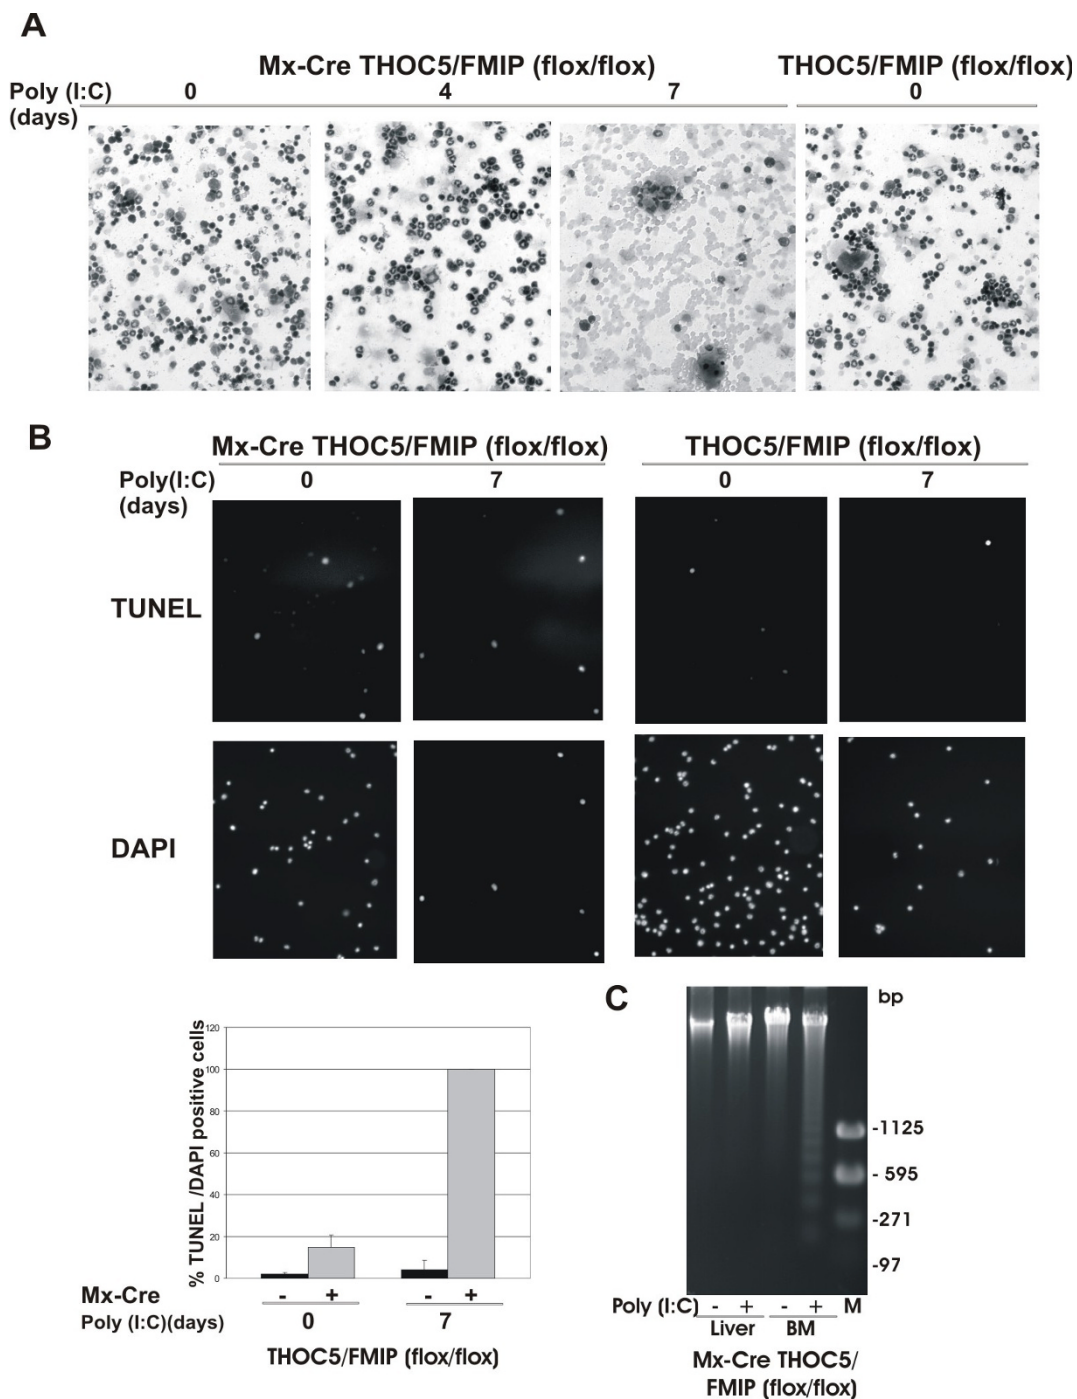 A
Mx-Cre THOC5/FMIP (flox/flox) THOC5/FMIP (flox/flox)
Poly (I:C) 0 4 7 0
(days)
B
Mx-Cre THOC5/FMIP (flox/flox) THOC5/FMIP (flox/flox)
Poly(I:C) 0 7 0 7
(days)
TUNEL
DAPI
C
bp
-1125
- 595
-271
-97
Poly (I:C) - + - + M
Liver BM
Mx-Cre THOC5/
FMIP (flox/flox)
% TUNEL /DAPI positive cells
120
100
80
60
40
20
0
Mx-Cre - + - +
Poly (I:C)(days) 0 7
THOC5/FMIP (flox/flox)